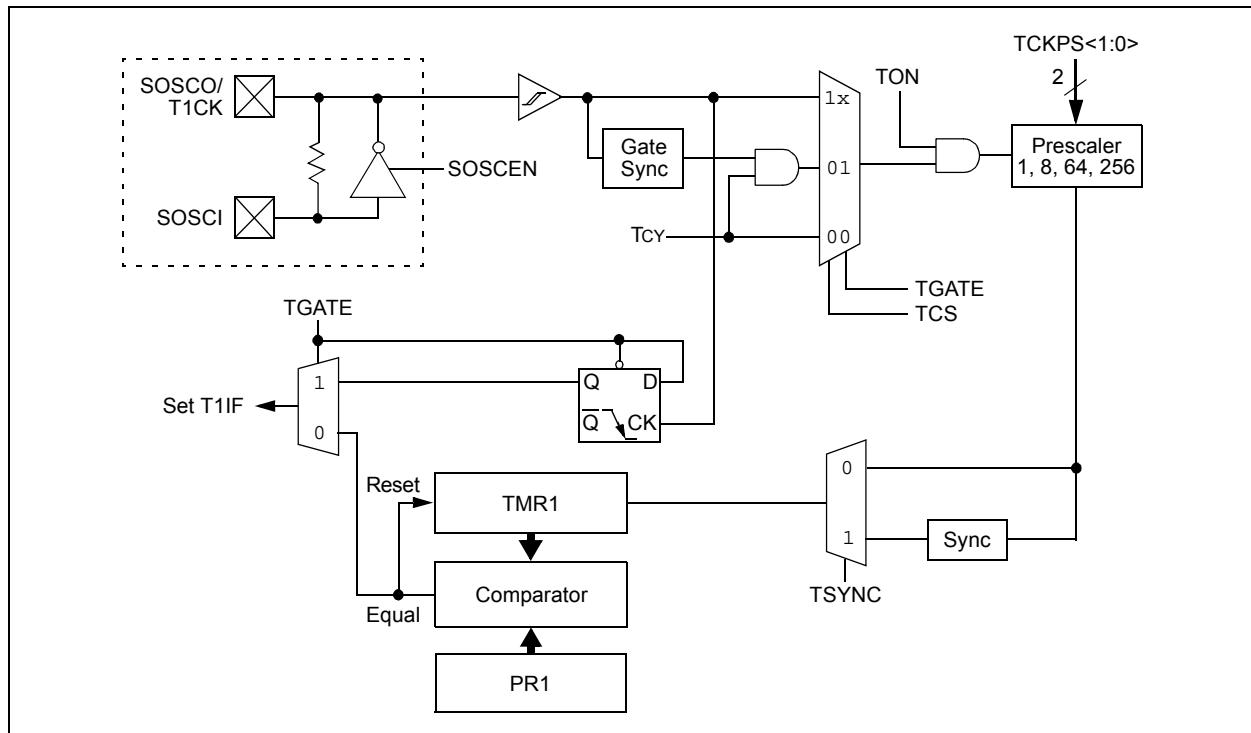 TCKPS<1:0>
2
SOSCO/
T1CK
TON
1x
Gate
Sync
Prescaler
1, 8, 64, 256
SOSCEN
01
SOSCI
TCY
00
TGATE
TCS
TGATE
1
Q
D
Set T1IF
Q
CK
0
Reset
TMR1
0
1
Sync
Equal
Comparator
TSYNC
PR1